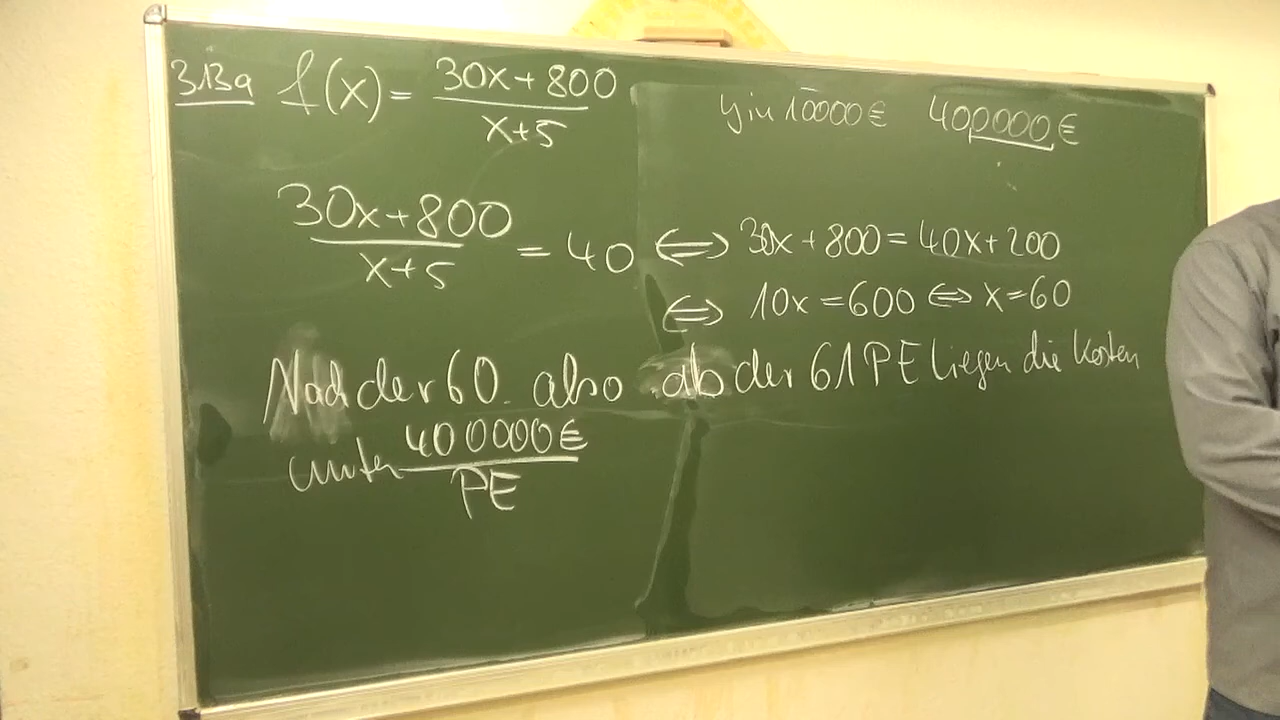 313a f(x) = (30x+800)/(x+5)
y in 10000€ 400000€
(30x+800)/(x+5) = 40 ⇔ 30x+800=40x+200
⇔ 10x=600 ⇔ x=60
Nach der 60. also ab der 61 PE liegen die Kosten
unter 400000€/PE